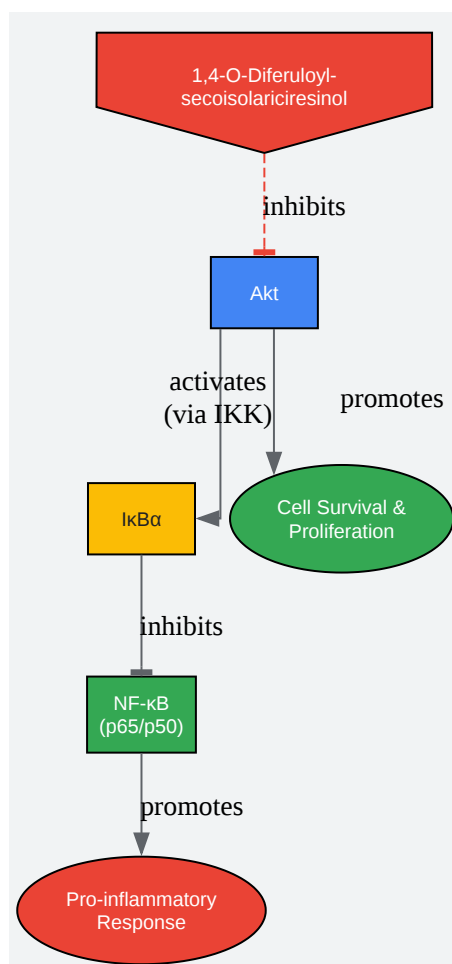 1,4-O-Diferuloyl-
secoisolariciresinol
inhibits
Akt
activates
(via IKK)
promotes
Cell Survival &
Proliferation
IκBα
inhibits
NF-κB
(p65/p50)
promotes
Pro-inflammatory
Response